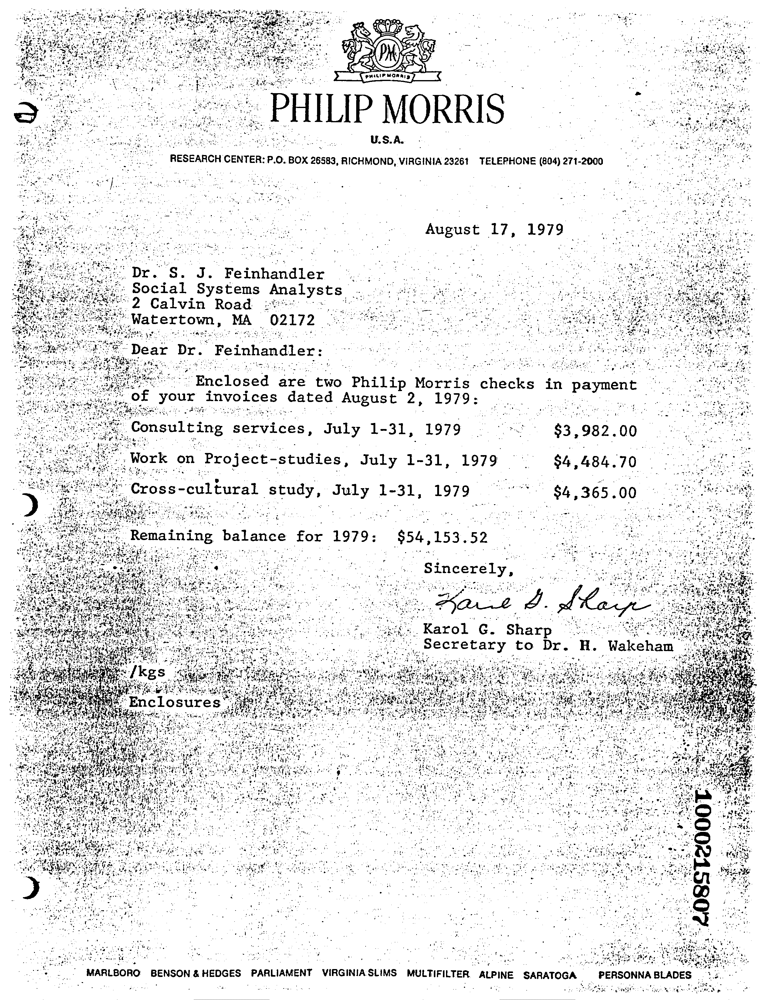 PM
PHILIP MORRIS
PHILIP MORRIS
U.S.A.
RESEARCH CENTER: P.O. BOX 26583, RICHMOND, VIRGINIA 23261 TELEPHONE (804) 271-2000
August 17, 1979
Dr. S. J. Feinhandler
Social Systems Analysts
2 Calvin Road
Watertown, MA 02172
Dear Dr. Feinhandler:
Enclosed are two Philip Morris checks in payment
of your invoices dated August 2, 1979:
Consulting services, July 1-31, 1979 $3,982.00
Work on Project-studies, July 1-31, 1979 $4,484.70
Cross-cultural study, July 1-31, 1979 $4,365.00
Remaining balance for 1979: $54,153.52
Sincerely,
Karol G. Sharp
Karol G. Sharp
Secretary to Dr. H. Wakeham
/kgs
Enclosures
1000215807
MARLBORO BENSON & HEDGES PARLIAMENT VIRGINIA SLIMS MULTIFILTER ALPINE SARATOGA PERSONNA BLADES